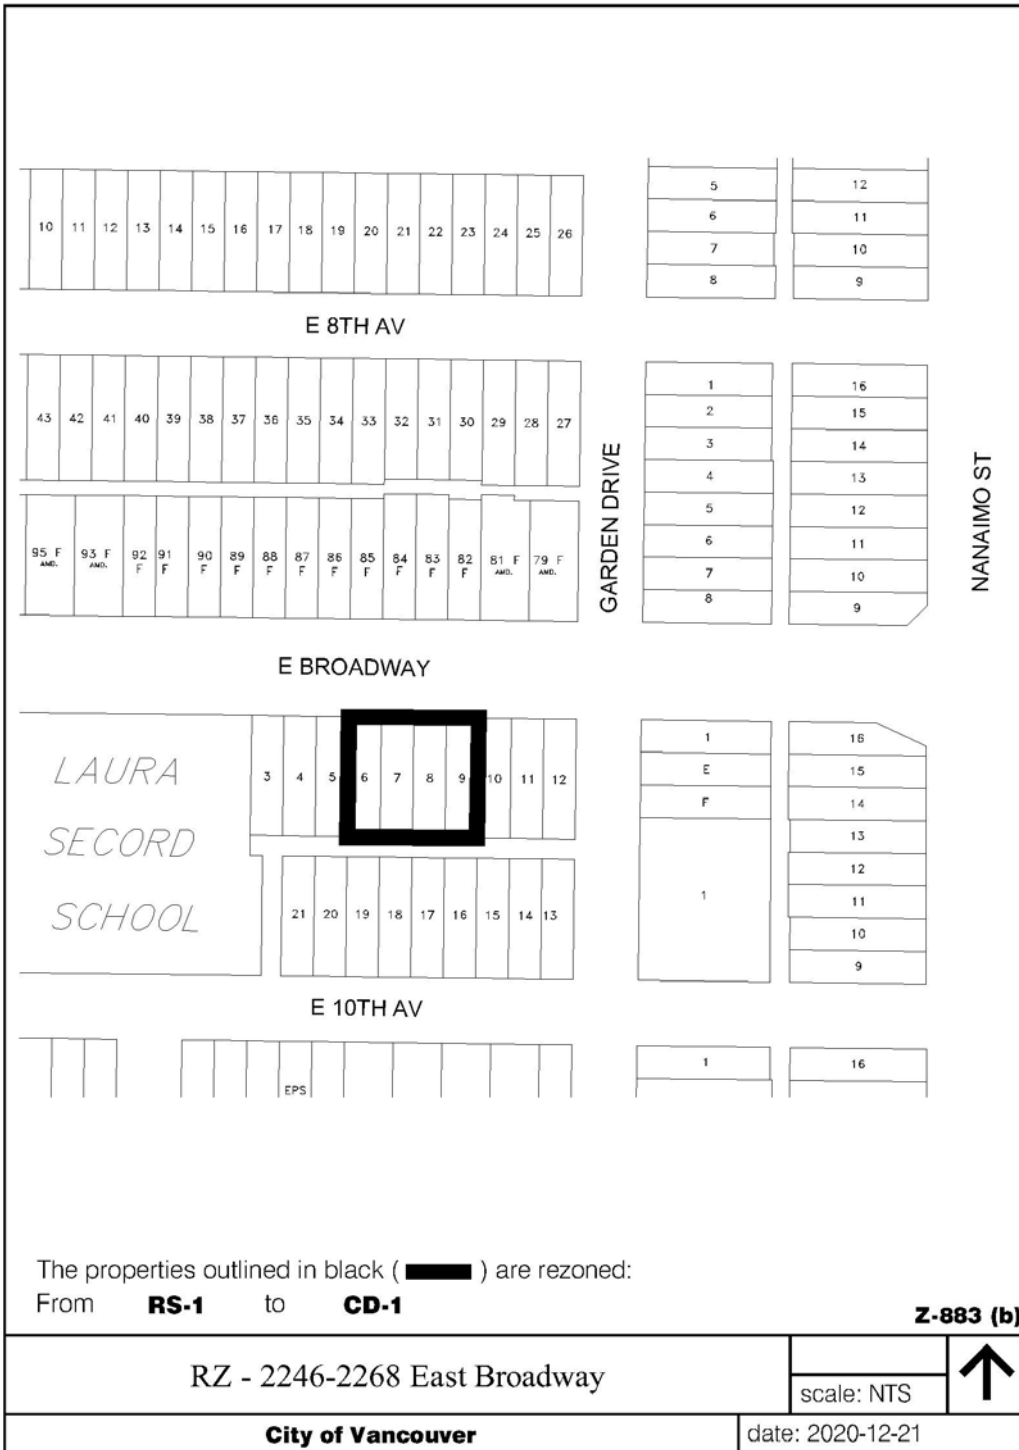 5 12
6 11
10 11 12 13 14 15 16 17 18 19 20 21 22 23 24 25 26
7 10
8 9
E 8TH AV
1 16
43 42 41 40 39 38 37 36 35 34 33 32 31 30 29 28 27
2 15
3 14
4 13
5 12
6 11
7 10
8 9
95 F AMD. 93 F AMD. 92 F 91 F 90 F 89 F 88 F 87 F 86 F 85 F 84 F 83 F 82 F 81 F AMD. 79 F AMD.
GARDEN DRIVE
NANAIMO ST
E BROADWAY
1 16
E 15
F 14
LAURA
SECORD
SCHOOL
3 4 5 6 7 8 9 10 11 12
13
12
1 11
10
9
21 20 19 18 17 16 15 14 13
E 10TH AV
1 16
EPS
The properties outlined in black ( ) are rezoned:
From RS-1 to CD-1
Z-883 (b)
RZ - 2246-2268 East Broadway
scale: NTS
City of Vancouver
date: 2020-12-21